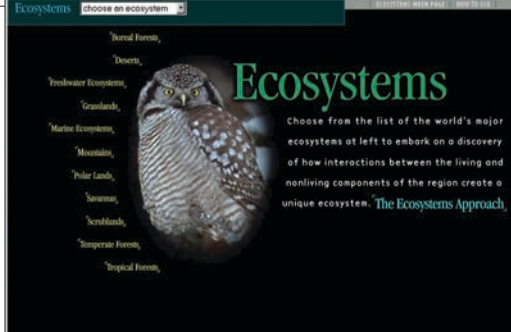 Ecosystems choose an ecosystem ECOSYSTEMS MAIN PAGE HOW TO USE
Boreal Forests
Deserts
Freshwater Ecosystems
Grasslands
Marine Ecosystems
Mountains
Polar Lands
Savannas
Scrublands
Temperate Forests
Tropical Forests
Ecosystems
Choose from the list of the world's major
ecosystems at left to embark on a discovery
of how interactions between the living and
nonliving components of the region create a
unique ecosystem. The Ecosystems Approach